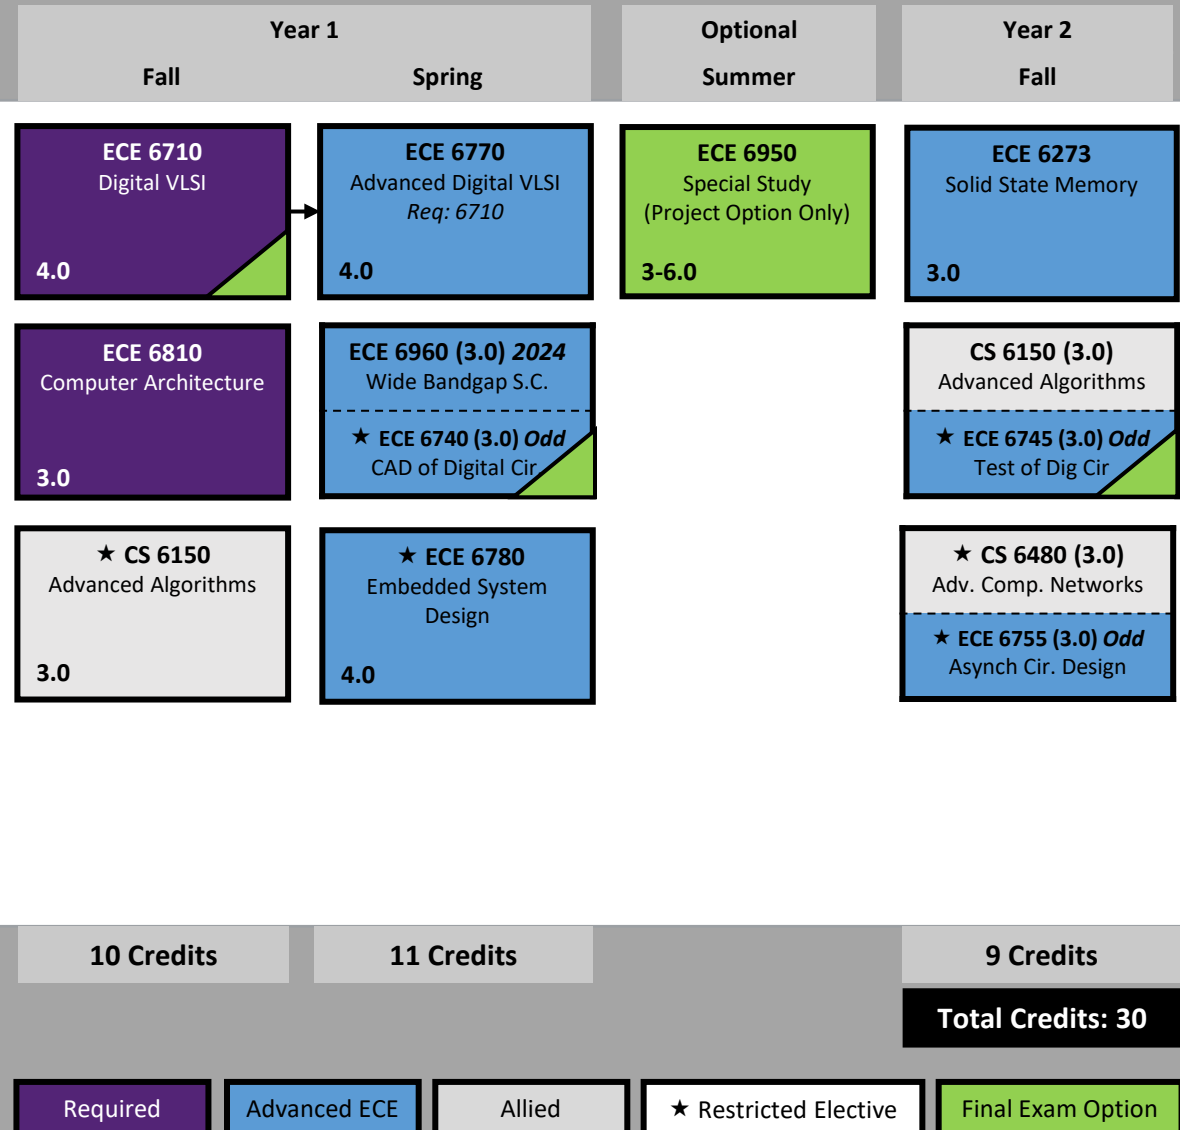 Year 1
Fall
Spring
Optional
Summer
Year 2
Fall
ECE 6710
Digital VLSI
4.0
ECE 6770
Advanced Digital VLSI
Req: 6710
4.0
ECE 6950
Special Study
(Project Option Only)
3-6.0
ECE 6273
Solid State Memory
3.0
ECE 6810
Computer Architecture
3.0
ECE 6960 (3.0) 2024
Wide Bandgap S.C.
★ ECE 6740 (3.0) Odd
CAD of Digital Cir.
CS 6150 (3.0)
Advanced Algorithms
★ ECE 6745 (3.0) Odd
Test of Dig Cir
★ CS 6150
Advanced Algorithms
3.0
★ ECE 6780
Embedded System
Design
4.0
★ CS 6480 (3.0)
Adv. Comp. Networks
★ ECE 6755 (3.0) Odd
Asynch Cir. Design
10 Credits
11 Credits
9 Credits
Total Credits: 30
Required
Advanced ECE
Allied
★ Restricted Elective
Final Exam Option